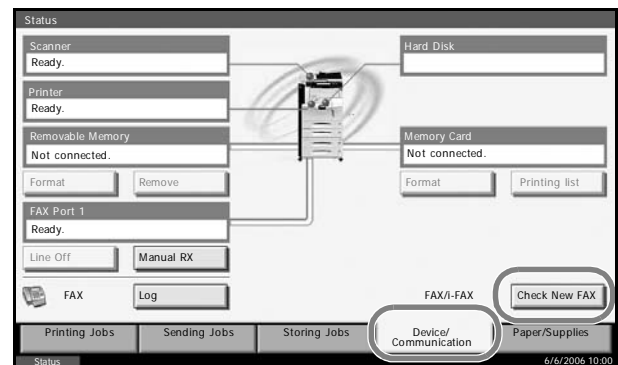 Status
Scanner
Ready.
Hard Disk
Printer
Ready.
Removable Memory
Not connected.
Memory Card
Not connected.
Format
Remove
Format
Printing list
FAX Port 1
Ready.
Line Off
Manual RX
FAX
Log
FAX/i-FAX
Check New FAX
Printing Jobs
Sending Jobs
Storing Jobs
Device/
Communication
Paper/Supplies
Status
6/6/2006 10:00